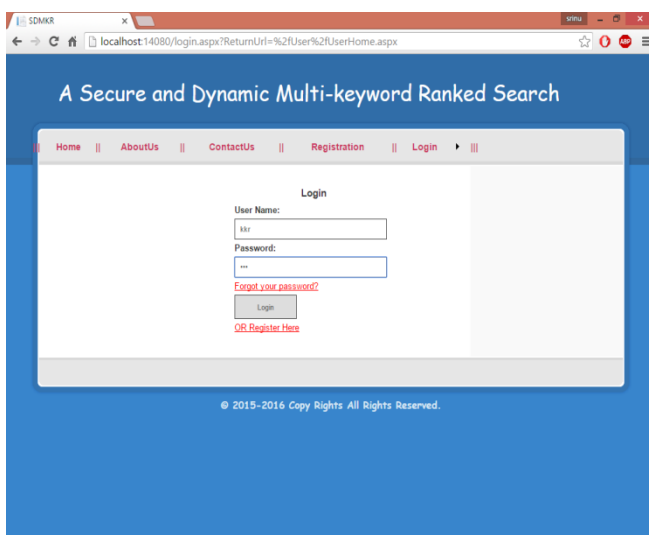 SDMKR
srinu
localhost:14080/login.aspx?ReturnUrl=%2fUser%2fUserHome.aspx
ABP
A Secure and Dynamic Multi-keyword Ranked Search
|| Home || AboutUs || ContactUs || Registration || Login |||
Login
User Name:
kkr
Password:
•••
Forgot your password?
Login
OR Register Here
© 2015-2016 Copy Rights All Rights Reserved.